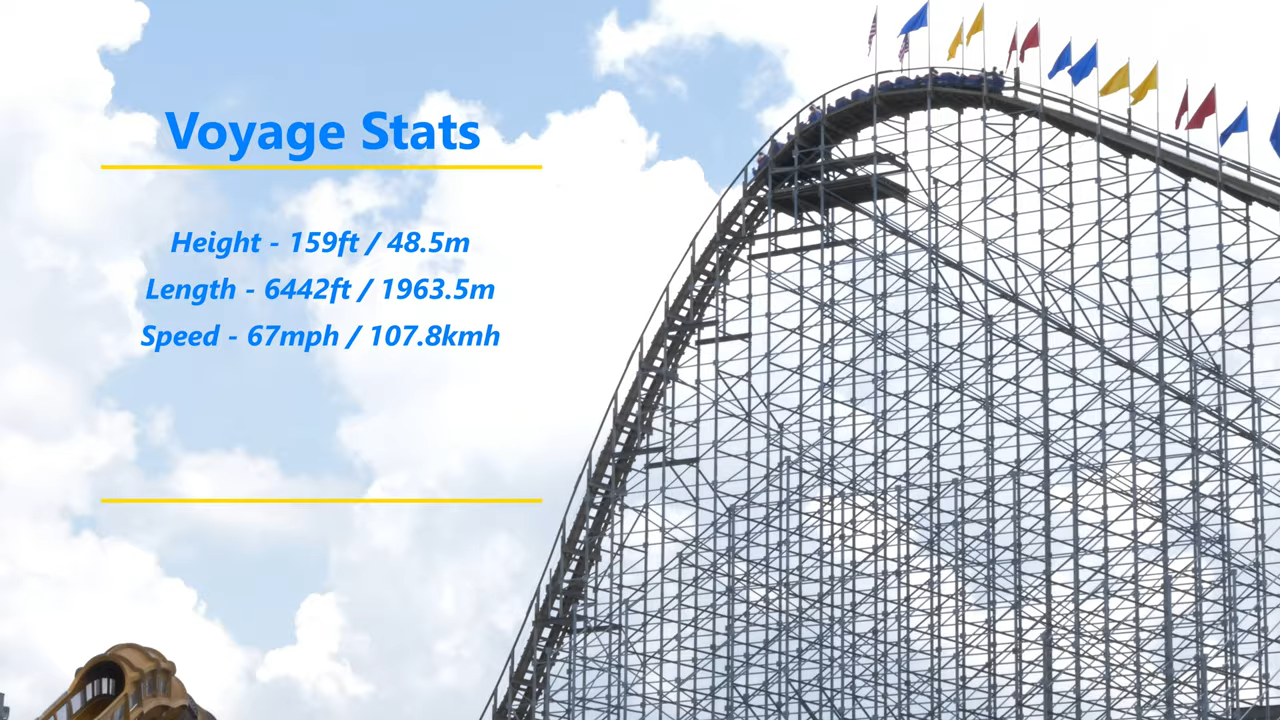 Voyage Stats
Height - 159ft / 48.5m
Length - 6442ft / 1963.5m
Speed - 67mph / 107.8kmh